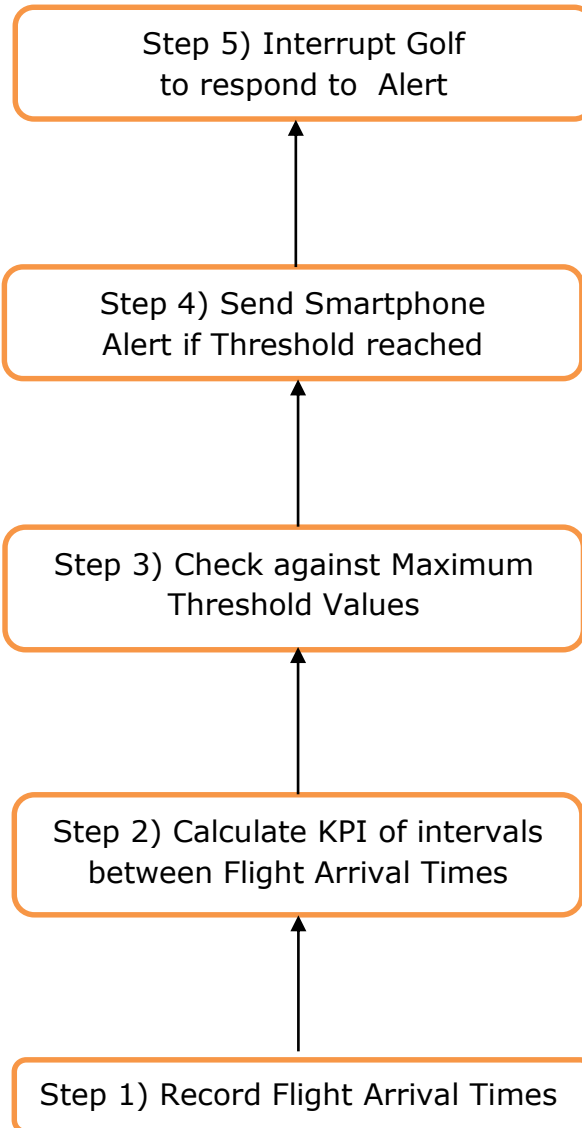 Step 5) Interrupt Golf
to respond to  Alert
Step 4) Send Smartphone
Alert if Threshold reached
Step 3) Check against Maximum
Threshold Values
Step 2) Calculate KPI of intervals
between Flight Arrival Times
Step 1) Record Flight Arrival Times